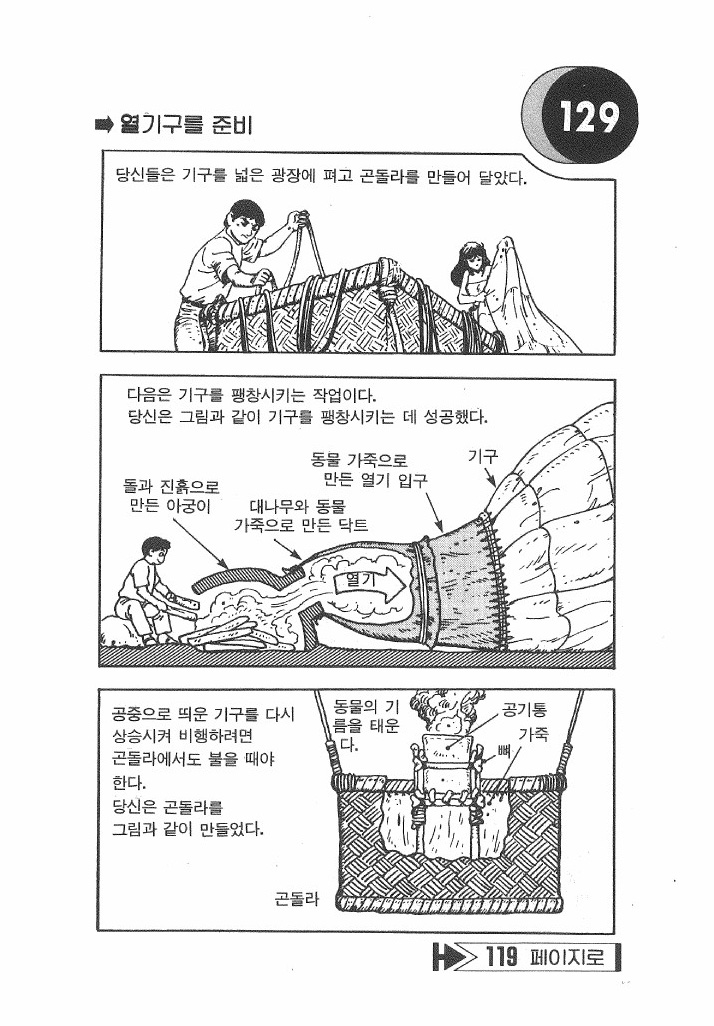 129
➡ 열기구를 준비
당신들은 기구를 넓은 광장에 펴고 곤돌라를 만들어 달았다.
다음은 기구를 팽창시키는 작업이다.
당신은 그림과 같이 기구를 팽창시키는 데 성공했다.
동물 가죽으로
만든 열기 입구
기구
돌과 진흙으로
만든 아궁이
대나무와 동물
가죽으로 만든 닥트
열기
공중으로 띄운 기구를 다시
상승시켜 비행하려면
곤돌라에서도 불을 때야
한다.
당신은 곤돌라를
그림과 같이 만들었다.
동물의 기
름을 태운
다.
공기통
가죽
뼈
곤돌라
119 페이지로